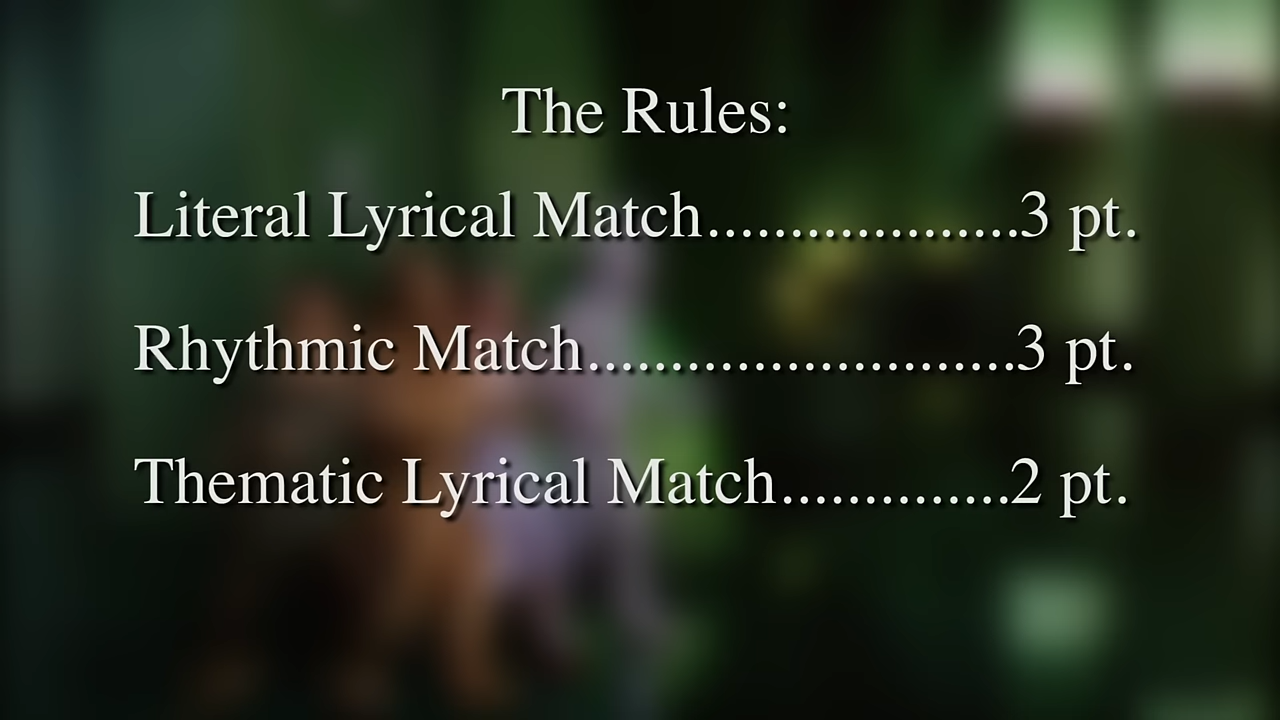 The Rules:
Literal Lyrical Match...................3 pt.
Rhythmic Match..........................3 pt.
Thematic Lyrical Match..............2 pt.